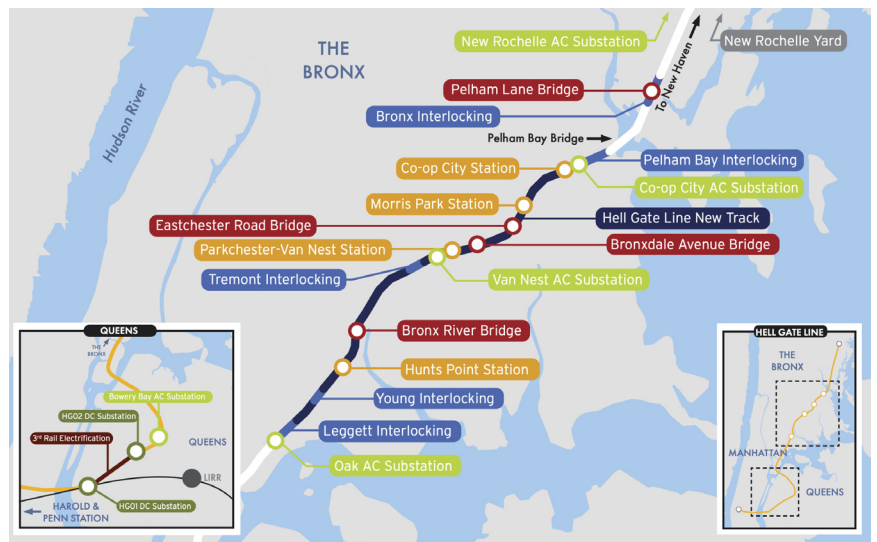 New Rochelle AC Substation
New Rochelle Yard
THE
BRONX
To New Haven
Pelham Lane Bridge
Bronx Interlocking
Hudson River
Pelham Bay Bridge
Pelham Bay Interlocking
Co-op City Station
Co-op City AC Substation
Morris Park Station
Hell Gate Line New Track
Eastchester Road Bridge
Bronxdale Avenue Bridge
Parkchester-Van Nest Station
Tremont Interlocking
Van Nest AC Substation
Bronx River Bridge
Hunts Point Station
Young Interlocking
Leggett Interlocking
Oak AC Substation
QUEENS
THE
BRONX
Bowery Bay AC Substation
HG02 DC Substation
3rd Rail Electrification
QUEENS
LIRR
HG01 DC Substation
HAROLD &
PENN STATION
HELL GATE LINE
THE
BRONX
MANHATTAN
QUEENS